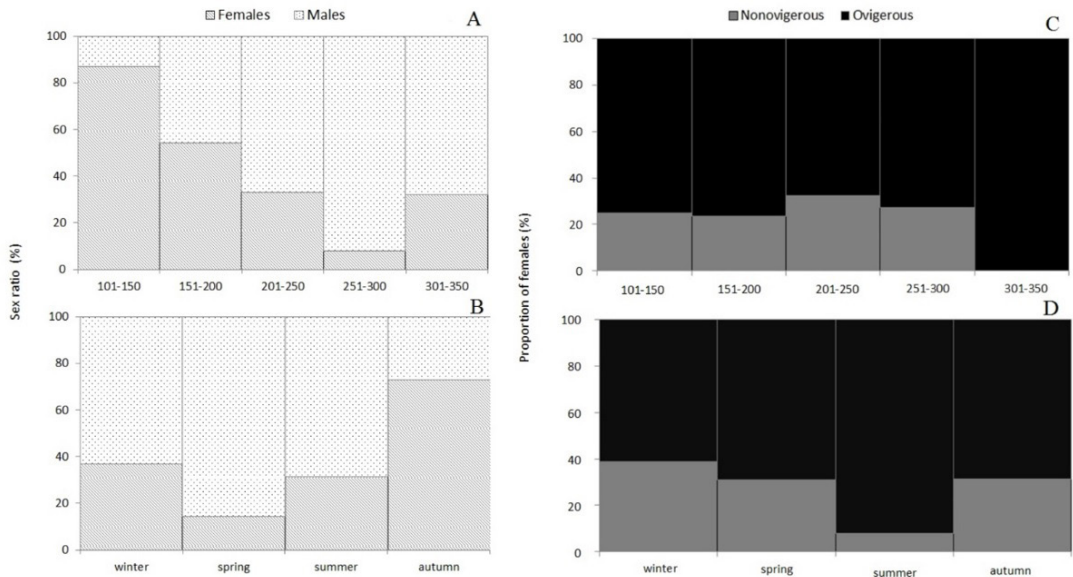 Females Males
A
Sex ratio (%)
100
80
60
40
20
0
101-150 151-200 201-250 251-300 301-350
B
100
80
60
40
20
0
winter spring summer autumn
Nonovigerous Ovigerous
C
Proportion of females (%)
100
80
60
40
20
0
101-150 151-200 201-250 251-300 301-350
D
100
80
60
40
20
0
winter spring summer autumn